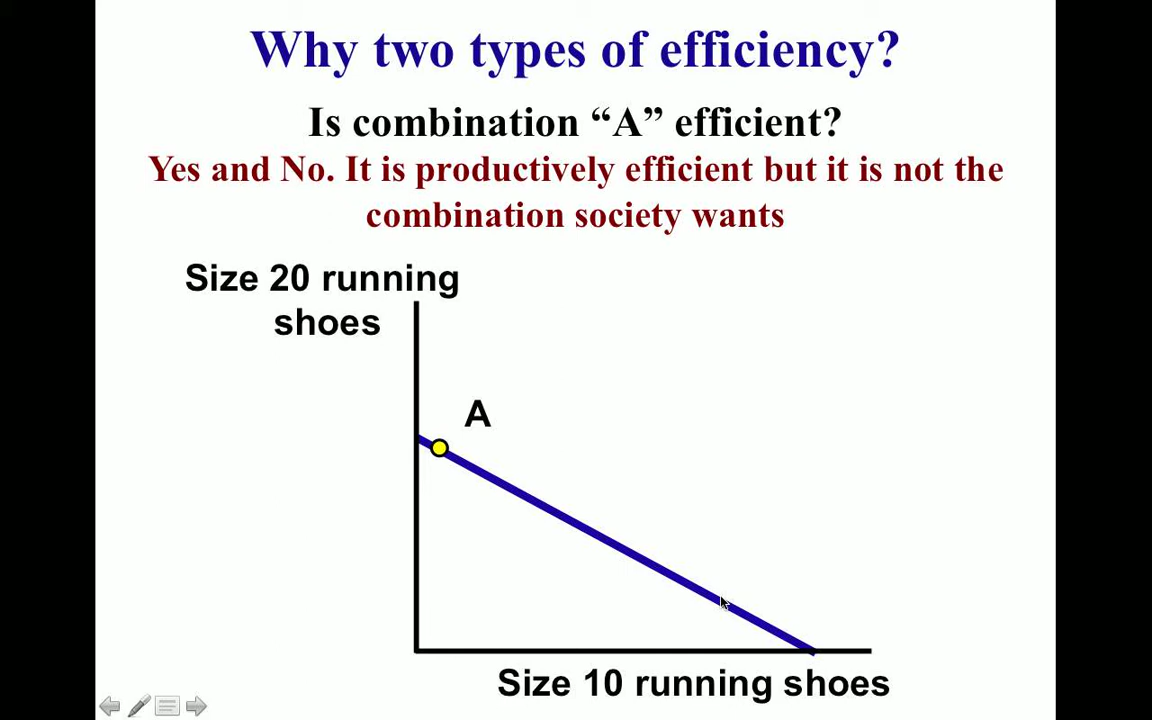 Why two types of efficiency?
Is combination “A” efficient?
Yes and No. It is productively efficient but it is not the
combination society wants
Size 20 running
shoes
A
Size 10 running shoes